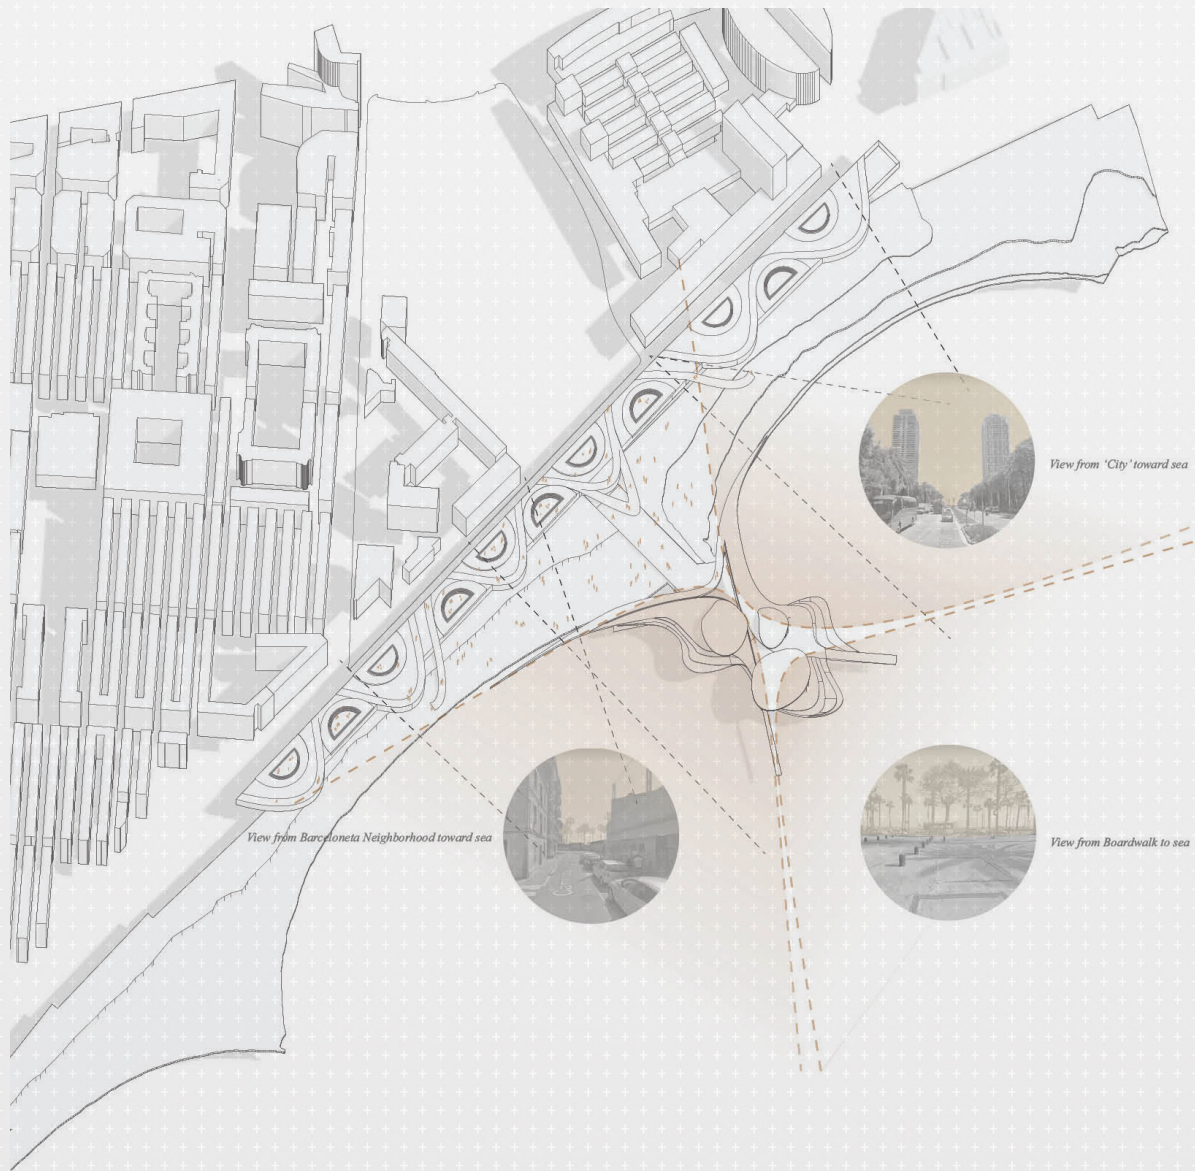 View from ‘City’ toward sea
View from Barceloneta Neighborhood toward sea
View from Boardwalk to sea